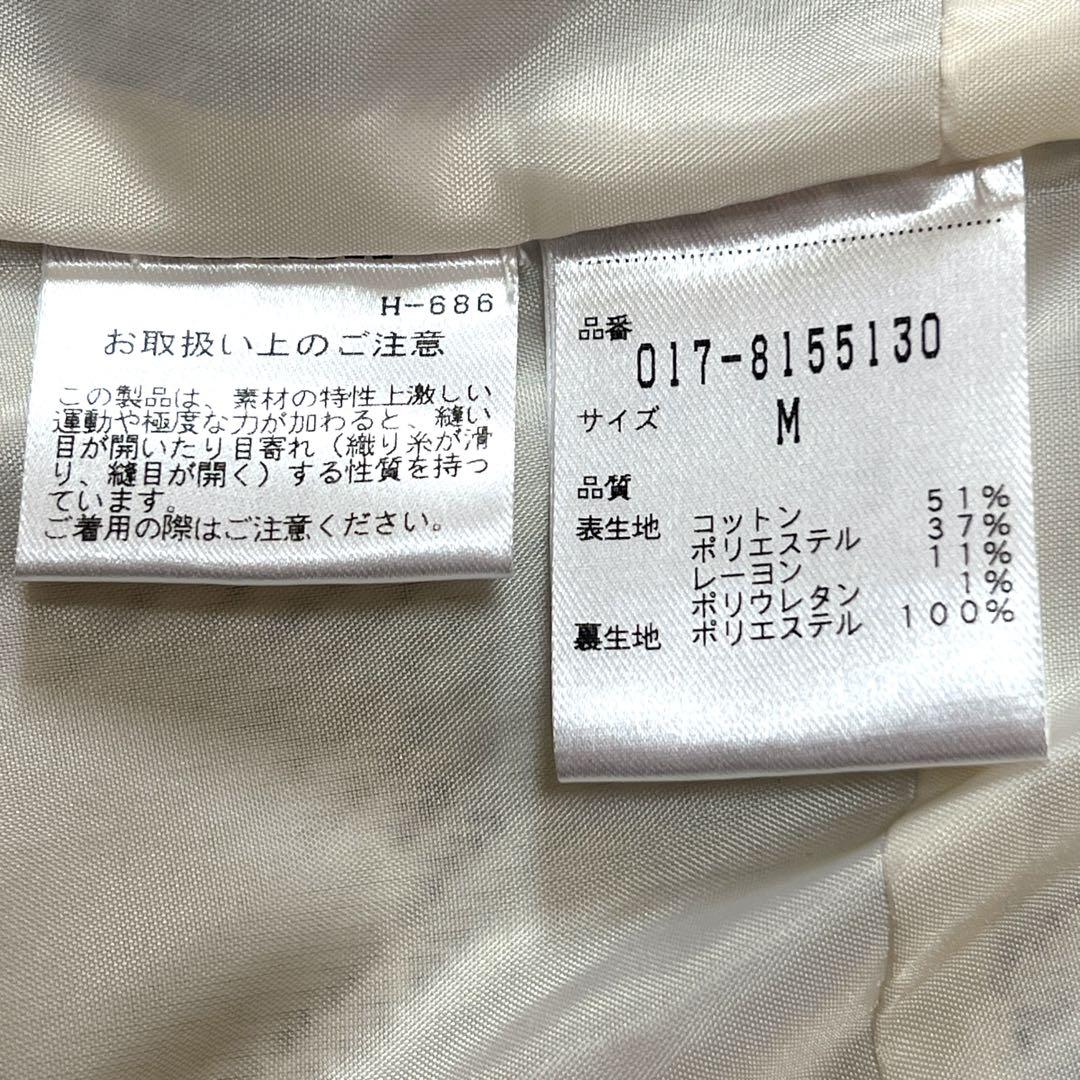 H-686
お取扱い上のご注意
この製品は、素材の特性上激しい
運動や極度な力が加わると、縫い
目が開いたり目寄れ（織り糸が滑
り、縫目が開く）する性質を持つ
ています。
ご着用の際はご注意ください。
品番
017-8155130
サイズ M
品質
表生地 コットン 51%
ポリエステル 37%
レーヨン 11%
ポリウレタン 1%
裏生地 ポリエステル 100%